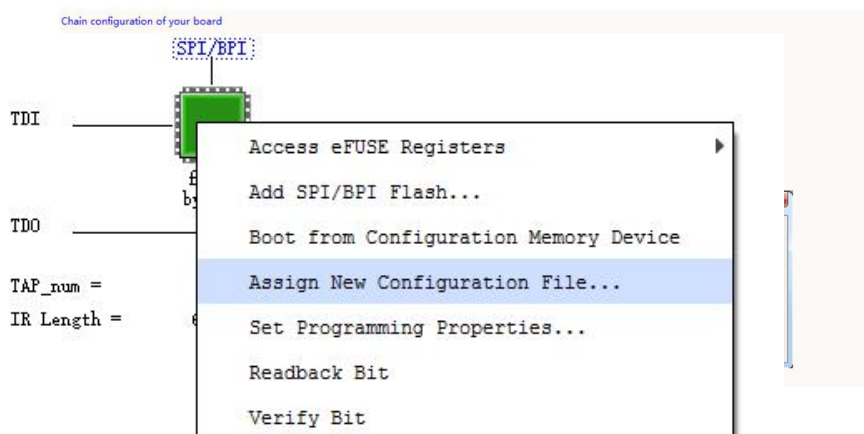 Chain configuration of your board
SPI/BPI
TDI
Access eFUSE Registers
Add SPI/BPI Flash...
TDO
Boot from Configuration Memory Device
TAP_num =
Assign New Configuration File...
IR Length =
Set Programming Properties...
Readback Bit
Verify Bit